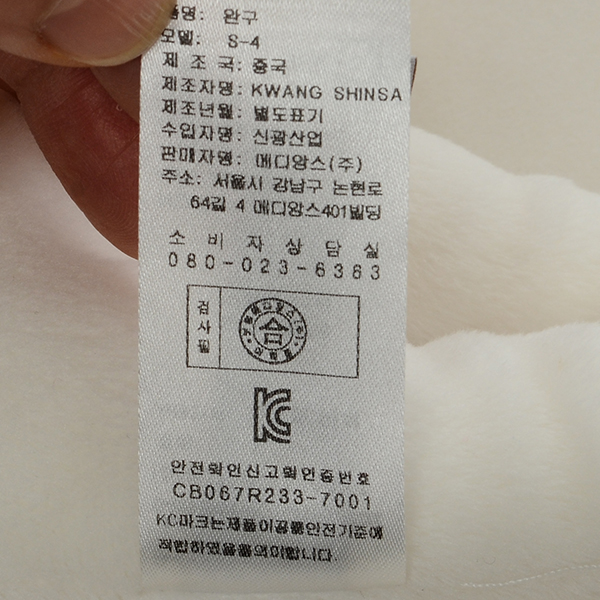 품명: 완구
모델: S-4
제 조 국: 중국
제조자명: KWANG SHINSA
제조년월: 별도표기
수입자명: 신광산업
판매자명: 메디앙스(주)
주소: 서울시 강남구 논현로
64길 4 메디앙스401빌딩
소 비 자 상 담 실
080-023-6363
검사필
合
KC
안전확인신고확인증번호
CB067R233-7001
KC마크는제품이공통안전기준에
적합하였음을의미합니다.